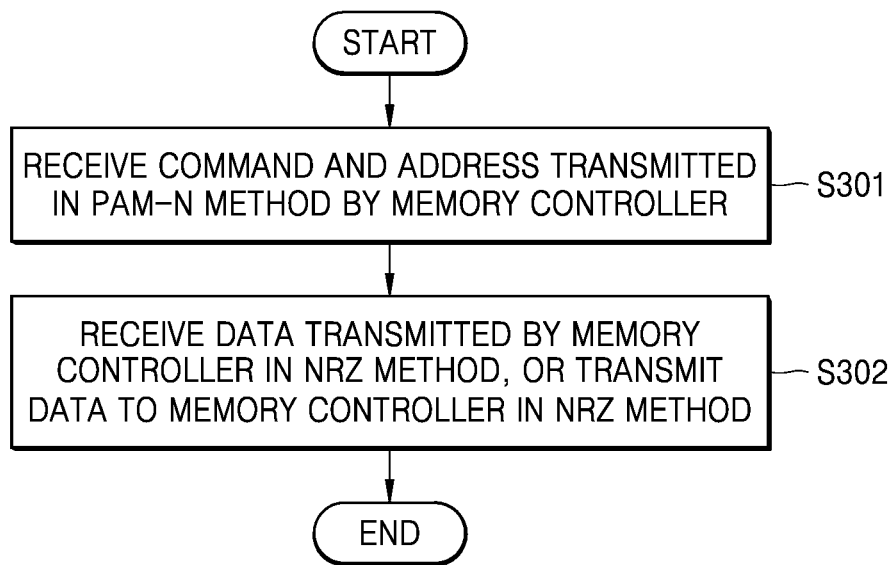 START
RECEIVE COMMAND AND ADDRESS TRANSMITTED
IN PAM-N METHOD BY MEMORY CONTROLLER
S301
RECEIVE DATA TRANSMITTED BY MEMORY
CONTROLLER IN NRZ METHOD, OR TRANSMIT
DATA TO MEMORY CONTROLLER IN NRZ METHOD
S302
END